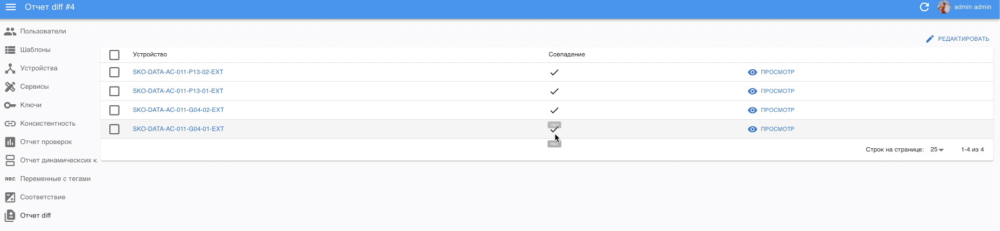 Отчет diff #4
admin admin
Пользователи
Шаблоны
Устройства
Сервисы
Ключи
Консистентность
Отчет проверок
Отчет динамичексих к
ABC Переменные с тегами
Соответствие
Отчет diff
РЕДАКТИРОВАТЬ
Устройство Совпадение
SKO-DATA-AC-011-P13-02-EXT ПРОСМОТР
SKO-DATA-AC-011-P13-01-EXT ПРОСМОТР
SKO-DATA-AC-011-G04-02-EXT ПРОСМОТР
Нет
SKO-DATA-AC-011-G04-01-EXT ПРОСМОТР
Нет
Строк на странице: 25 1-4 из 4